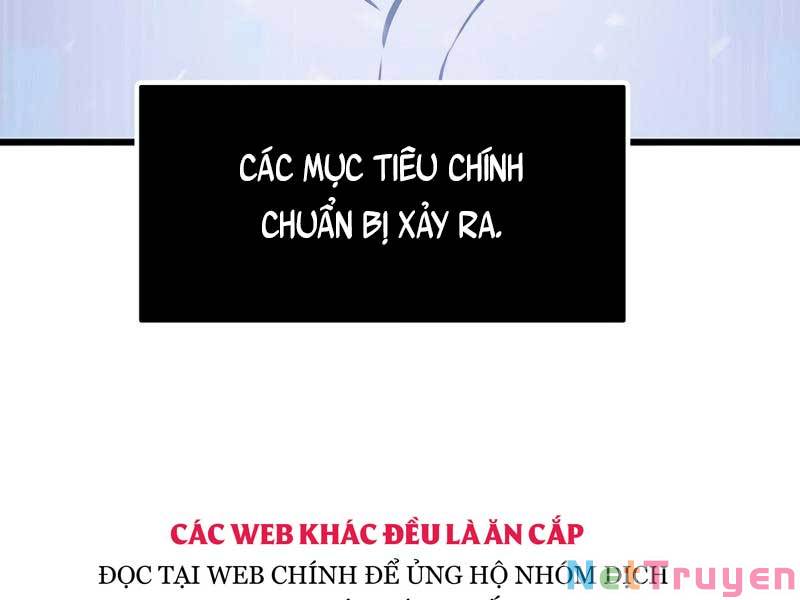 CÁC MỤC TIÊU CHÍNH
CHUẨN BỊ XẢY RA.
CÁC WEB KHÁC ĐỀU LÀ ĂN CẮP
ĐỌC TẠI WEB CHÍNH ĐỂ ỦNG HỘ NHÓM DỊCH
NetTruyen